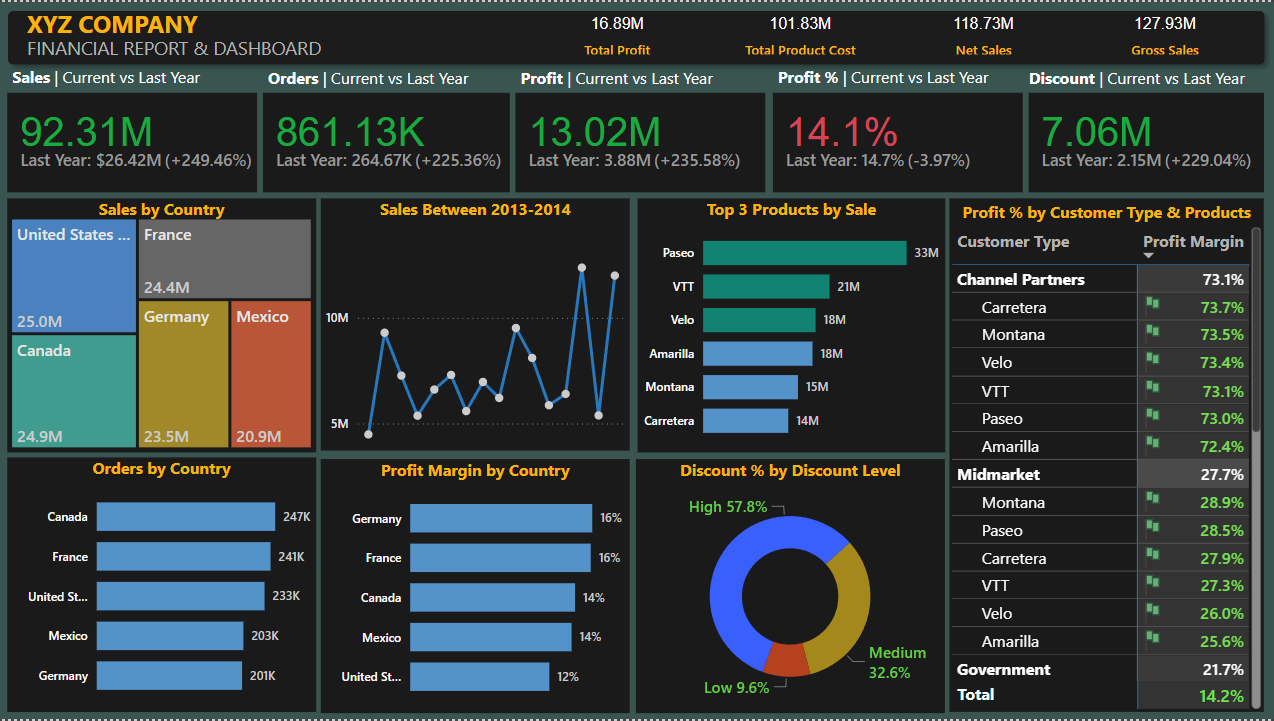 XYZ COMPANY
FINANCIAL REPORT & DASHBOARD
16.89M
Total Profit
101.83M
Total Product Cost
118.73M
Net Sales
127.93M
Gross Sales
Sales | Current vs Last Year
92.31M
Last Year: $26.42M (+249.46%)
Orders | Current vs Last Year
861.13K
Last Year: 264.67K (+225.36%)
Profit | Current vs Last Year
13.02M
Last Year: 3.88M (+235.58%)
Profit % | Current vs Last Year
14.1%
Last Year: 14.7% (-3.97%)
Discount | Current vs Last Year
7.06M
Last Year: 2.15M (+229.04%)
Sales by Country
United States ...
25.0M
France
24.4M
Canada
24.9M
Germany
23.5M
Mexico
20.9M
Sales Between 2013-2014
10M
5M
Top 3 Products by Sale
Paseo 33M
VTT 21M
Velo 18M
Amarilla 18M
Montana 15M
Carretera 14M
Profit % by Customer Type & Products
Customer Type Profit Margin
Channel Partners 73.1%
Carretera 73.7%
Montana 73.5%
Velo 73.4%
VTT 73.1%
Paseo 73.0%
Amarilla 72.4%
Midmarket 27.7%
Montana 28.9%
Paseo 28.5%
Carretera 27.9%
VTT 27.3%
Velo 26.0%
Amarilla 25.6%
Government 21.7%
Total 14.2%
Orders by Country
Canada 247K
France 241K
United St... 233K
Mexico 203K
Germany 201K
Profit Margin by Country
Germany 16%
France 16%
Canada 14%
Mexico 14%
United St... 12%
Discount % by Discount Level
High 57.8%
Medium
32.6%
Low 9.6%